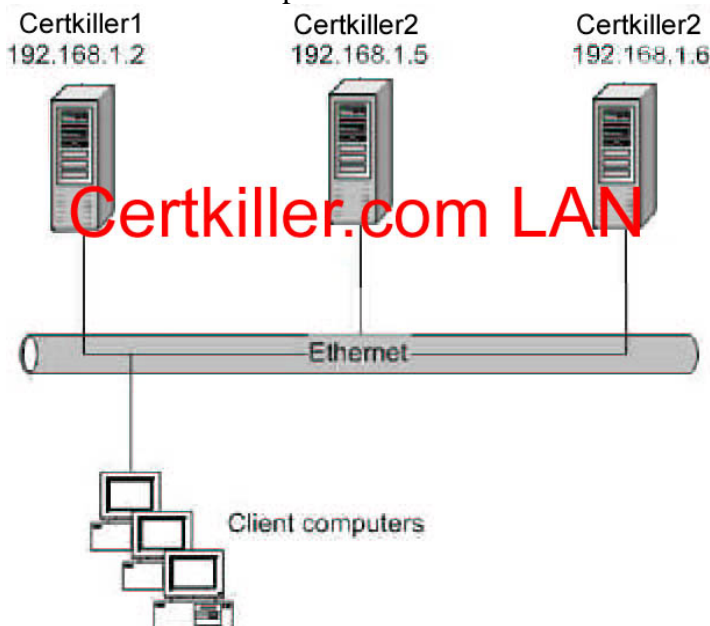 Certkiller1
192.168.1.2
Certkiller2
192.168.1.5
Certkiller2
192.168.1.6
Certkiller.com LAN
Ethernet
Client computers